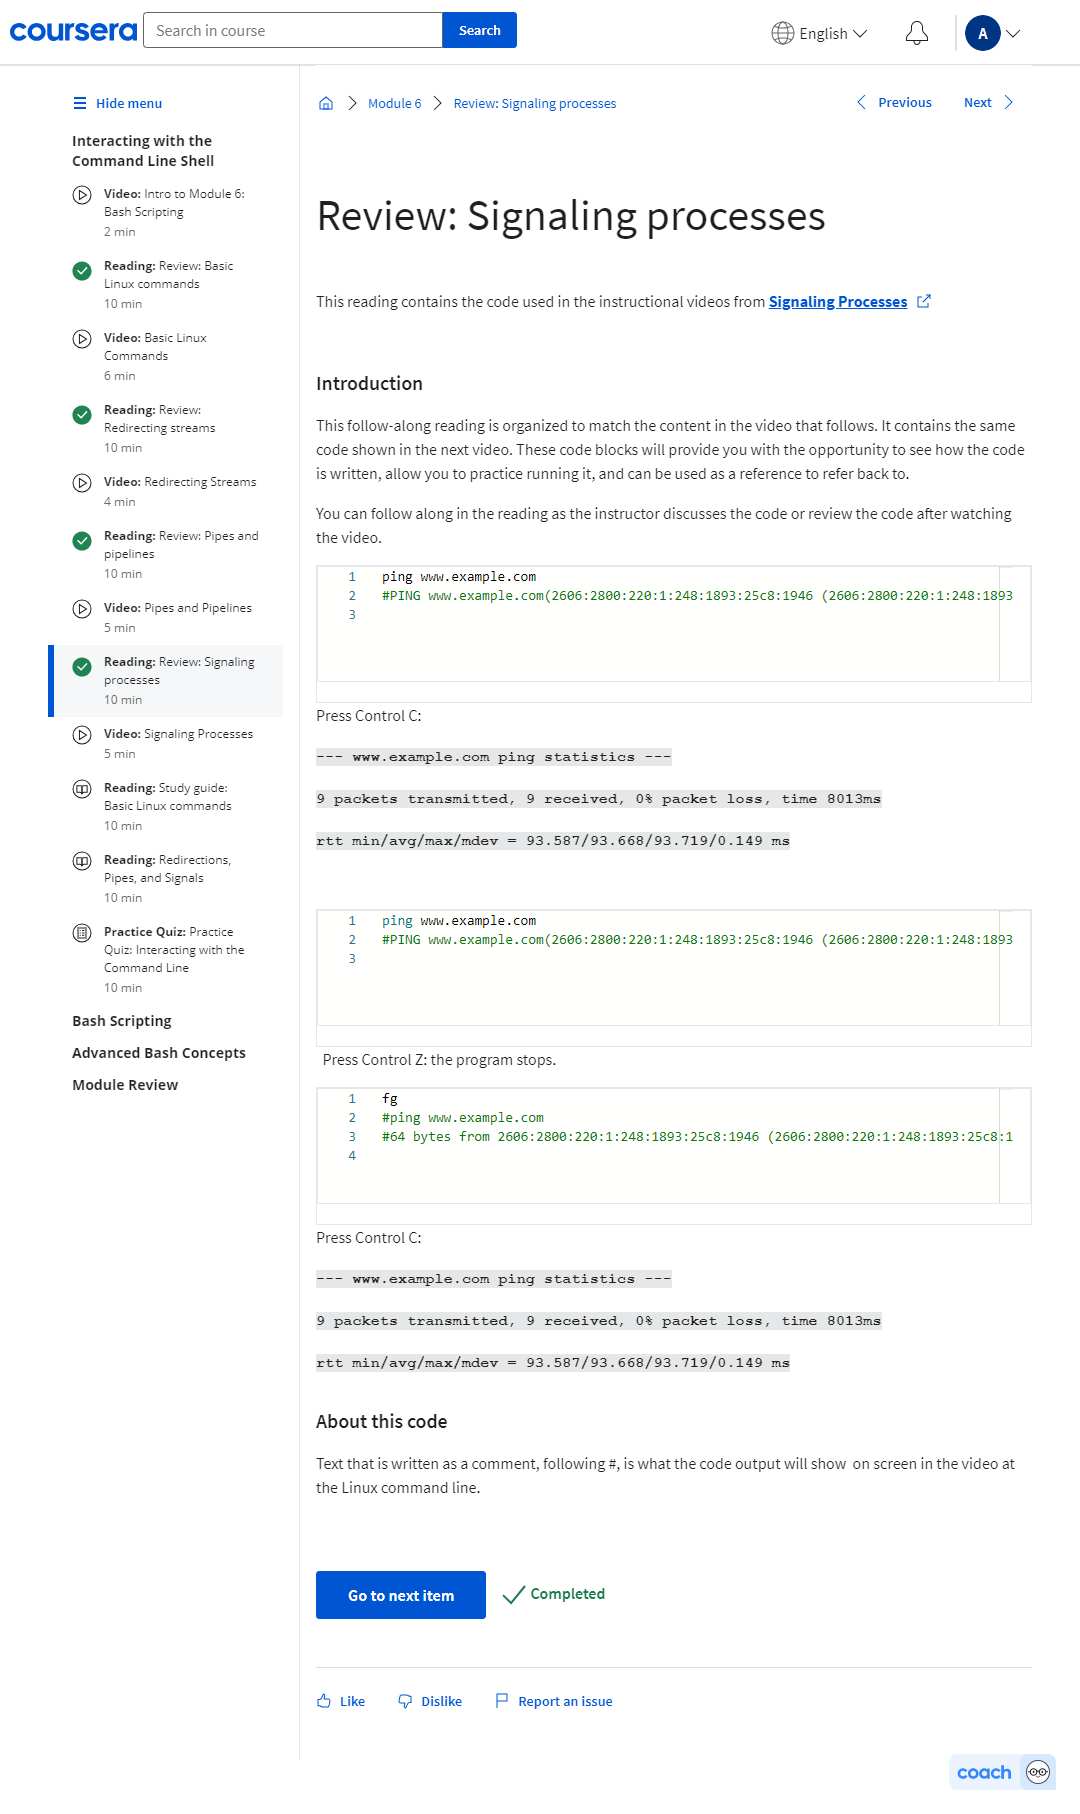 coursera
Search in course
Search
English
A
Hide menu
Interacting with the
Command Line Shell
Video: Intro to Module 6:
Bash Scripting
2 min
Reading: Review: Basic
Linux commands
10 min
Video: Basic Linux
Commands
6 min
Reading: Review:
Redirecting streams
10 min
Video: Redirecting Streams
4 min
Reading: Review: Pipes and
pipelines
10 min
Video: Pipes and Pipelines
5 min
Reading: Review: Signaling
processes
10 min
Video: Signaling Processes
5 min
Reading: Study guide:
Basic Linux commands
10 min
Reading: Redirections,
Pipes, and Signals
10 min
Practice Quiz: Practice
Quiz: Interacting with the
Command Line
10 min
Bash Scripting
Advanced Bash Concepts
Module Review
Module 6
Review: Signaling processes
Previous
Next
Review: Signaling processes
This reading contains the code used in the instructional videos from Signaling Processes
Introduction
This follow-along reading is organized to match the content in the video that follows. It contains the same
code shown in the next video. These code blocks will provide you with the opportunity to see how the code
is written, allow you to practice running it, and can be used as a reference to refer back to.
You can follow along in the reading as the instructor discusses the code or review the code after watching
the video.
1 ping www.example.com
2 #PING www.example.com(2606:2800:220:1:248:1893:25c8:1946 (2606:2800:220:1:248:1893
3
Press Control C:
--- www.example.com ping statistics ---
9 packets transmitted, 9 received, 0% packet loss, time 8013ms
rtt min/avg/max/mdev = 93.587/93.668/93.719/0.149 ms
1 ping www.example.com
2 #PING www.example.com(2606:2800:220:1:248:1893:25c8:1946 (2606:2800:220:1:248:1893
3
Press Control Z: the program stops.
1 fg
2 #ping www.example.com
3 #64 bytes from 2606:2800:220:1:248:1893:25c8:1946 (2606:2800:220:1:248:1893:25c8:1
4
Press Control C:
--- www.example.com ping statistics ---
9 packets transmitted, 9 received, 0% packet loss, time 8013ms
rtt min/avg/max/mdev = 93.587/93.668/93.719/0.149 ms
About this code
Text that is written as a comment, following #, is what the code output will show  on screen in the video at
the Linux command line.
Go to next item
Completed
Like
Dislike
Report an issue
coach